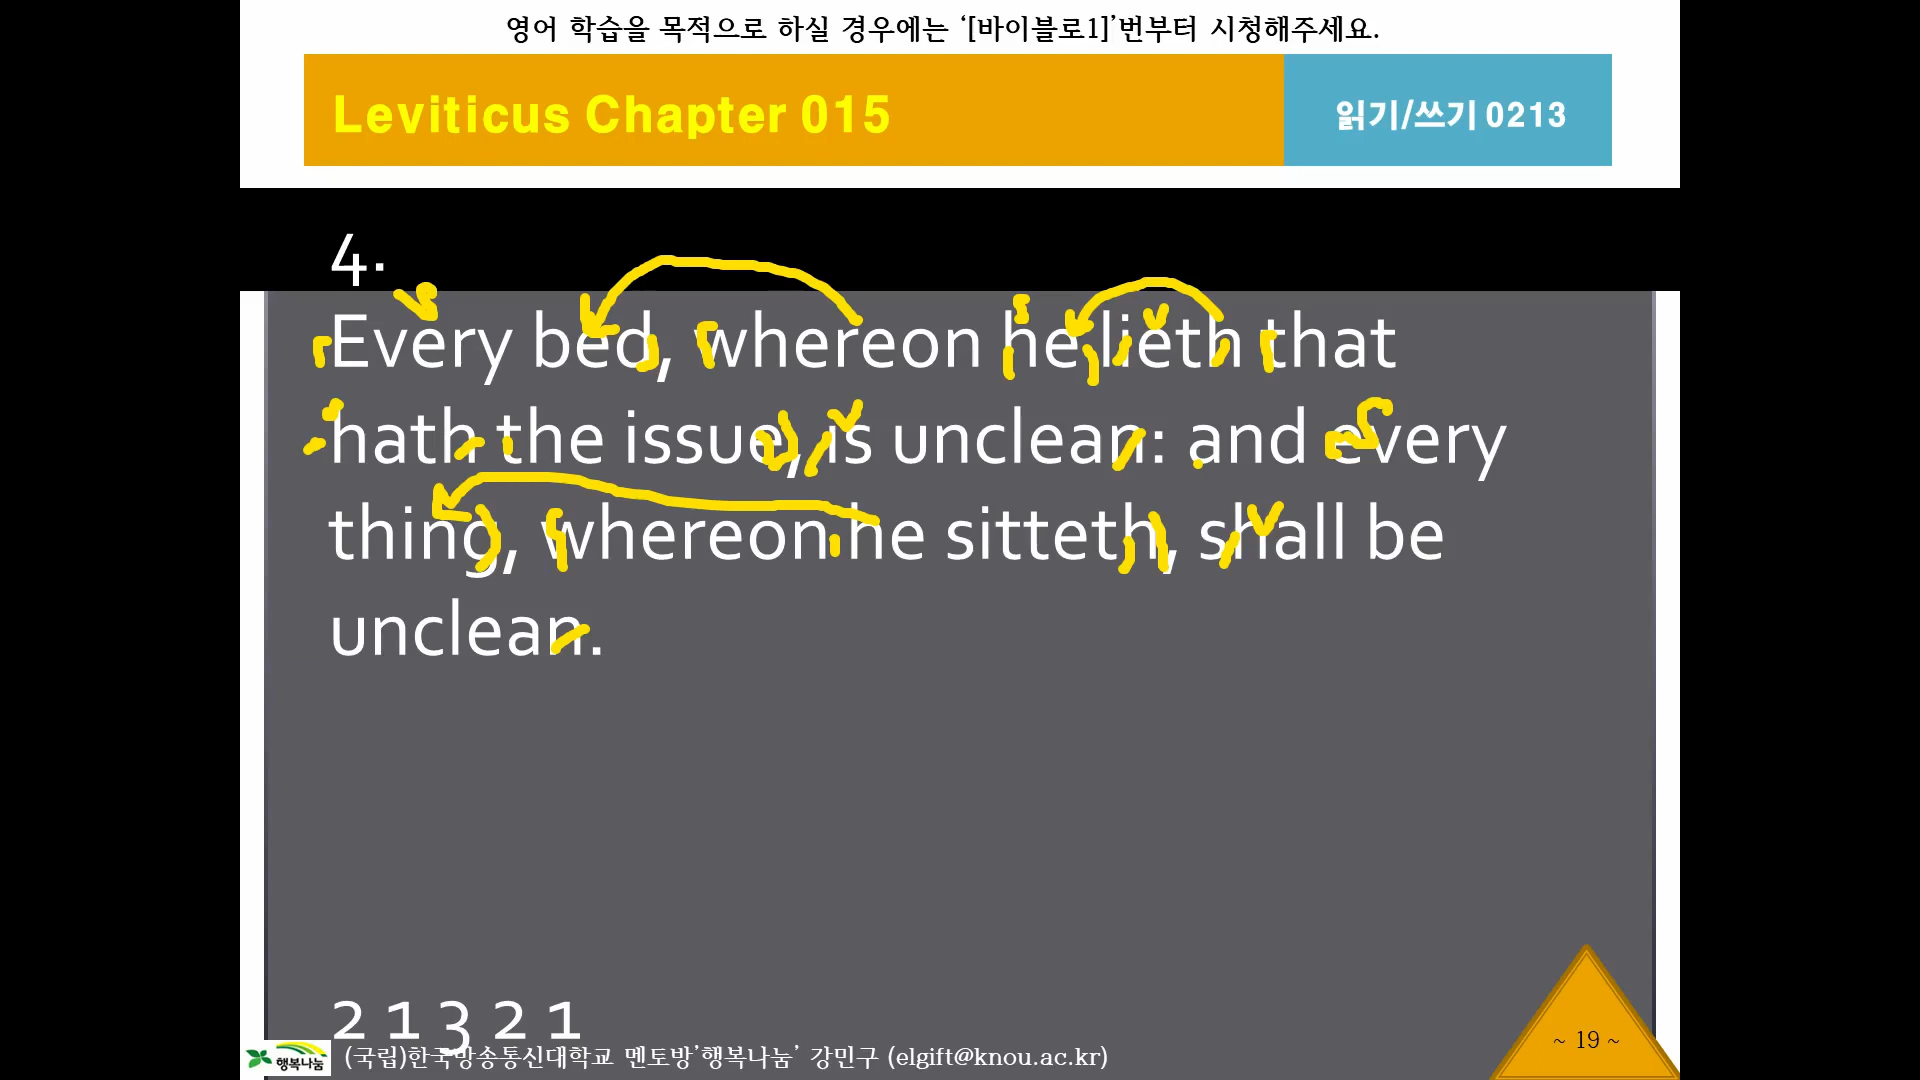 영어 학습을 목적으로 하실 경우에는 ‘[바이블로1]’번부터 시청해주세요.
Leviticus Chapter 015
읽기/쓰기 0213
4.
Every bed, whereon he lieth that
hath the issue, is unclean: and every
thing, whereon he sitteth, shall be
unclean.
2 1 3 2 1
행복나눔
(국립)한국방송통신대학교 멘토방’행복나눔’ 강민구 (elgift@knou.ac.kr)
~ 19 ~